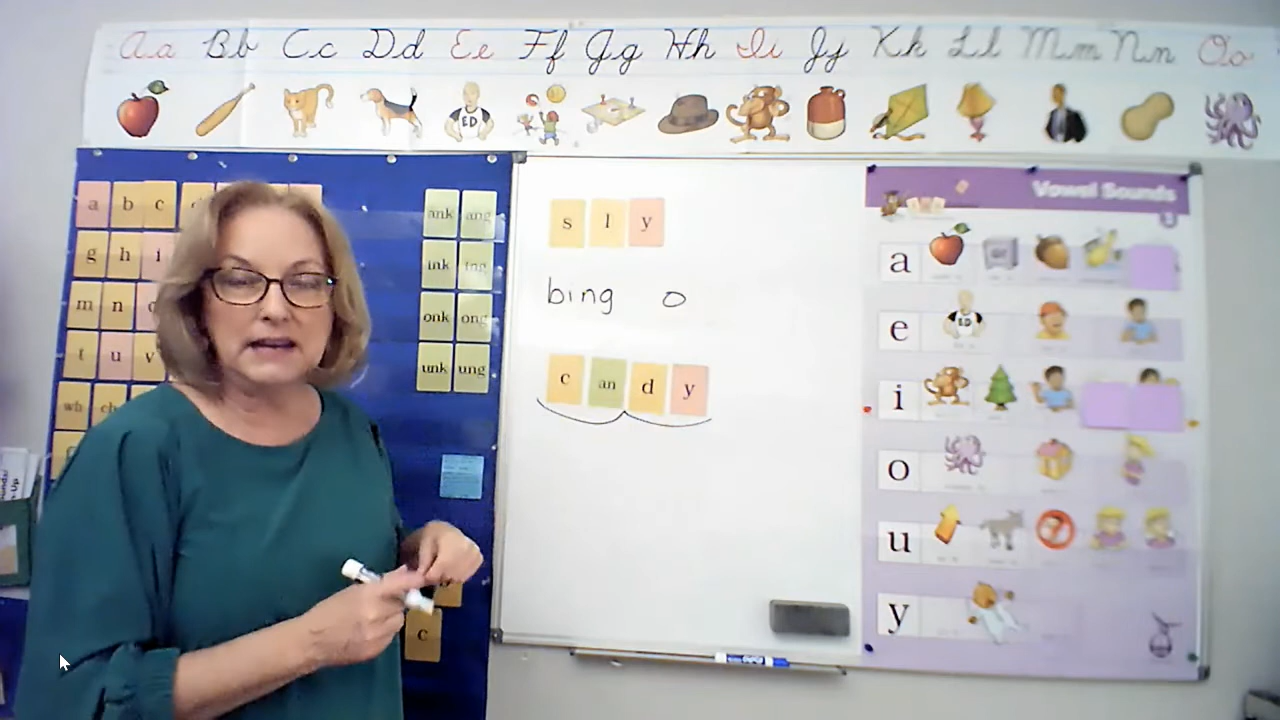 Aa Bb Cc Dd Ee Ff Gg Hh Ii Jj Kk Ll Mm Nn Oo
ED
a b c
g h i
m n
t u v
wh ch
ank ang
ink ing
onk ong
unk ung
c
s l y
bing o
c an d y
Vowel Sounds
a
e ED
i
o
u
y